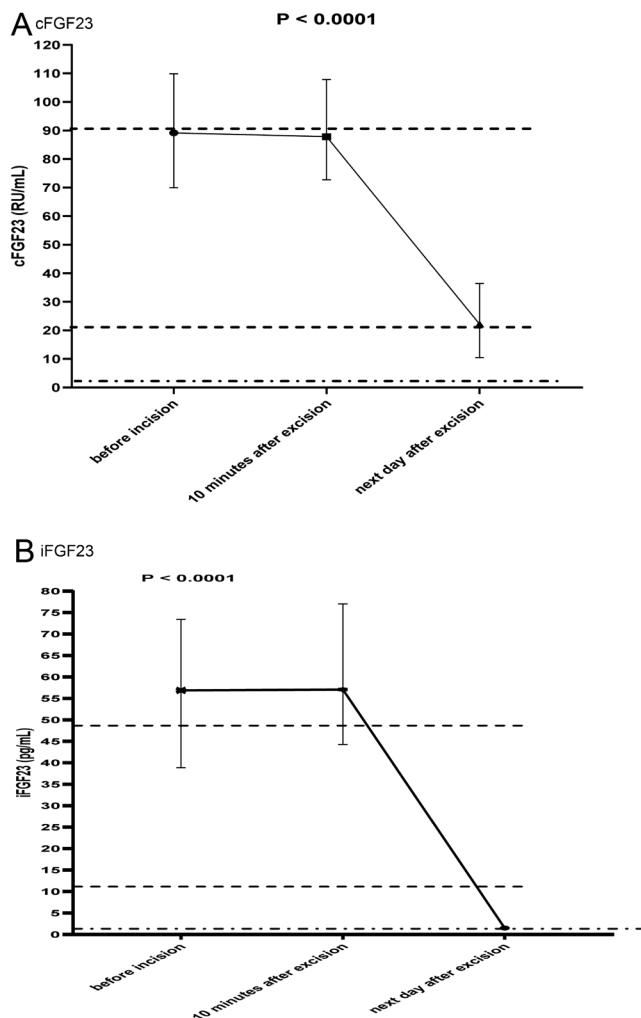 A cFGF23
P < 0.0001
120
110
100
90
80
70
60
50
40
30
20
10
0
cFGF23 (RU/mL)
before incision
10 minutes after excision
next day after excision
B iFGF23
P < 0.0001
80
75
70
65
60
55
50
45
40
35
30
25
20
15
10
5
0
iFGF23 (pg/mL)
before incision
10 minutes after excision
next day after excision